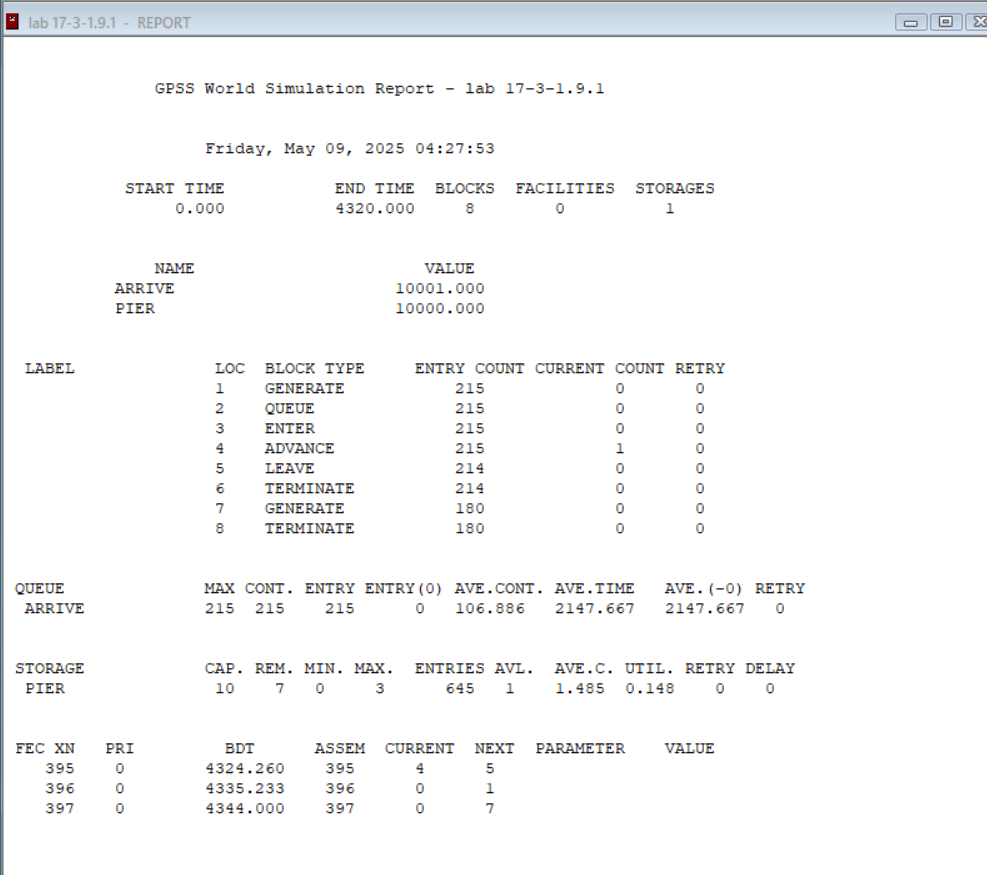 lab 17-3-1.9.1 - REPORT
GPSS World Simulation Report - lab 17-3-1.9.1
Friday, May 09, 2025 04:27:53
START TIME END TIME BLOCKS FACILITIES STORAGES
0.000 4320.000 8 0 1
NAME VALUE
ARRIVE 10001.000
PIER 10000.000
LABEL LOC BLOCK TYPE ENTRY COUNT CURRENT COUNT RETRY
1 GENERATE 215 0 0
2 QUEUE 215 0 0
3 ENTER 215 0 0
4 ADVANCE 215 1 0
5 LEAVE 214 0 0
6 TERMINATE 214 0 0
7 GENERATE 180 0 0
8 TERMINATE 180 0 0
QUEUE MAX CONT. ENTRY ENTRY(0) AVE.CONT. AVE.TIME AVE.(-0) RETRY
ARRIVE 215 215 215 0 106.886 2147.667 2147.667 0
STORAGE CAP. REM. MIN. MAX. ENTRIES AVL. AVE.C. UTIL. RETRY DELAY
PIER 10 7 0 3 645 1 1.485 0.148 0 0
FEC XN PRI BDT ASSEM CURRENT NEXT PARAMETER VALUE
395 0 4324.260 395 4 5
396 0 4335.233 396 0 1
397 0 4344.000 397 0 7